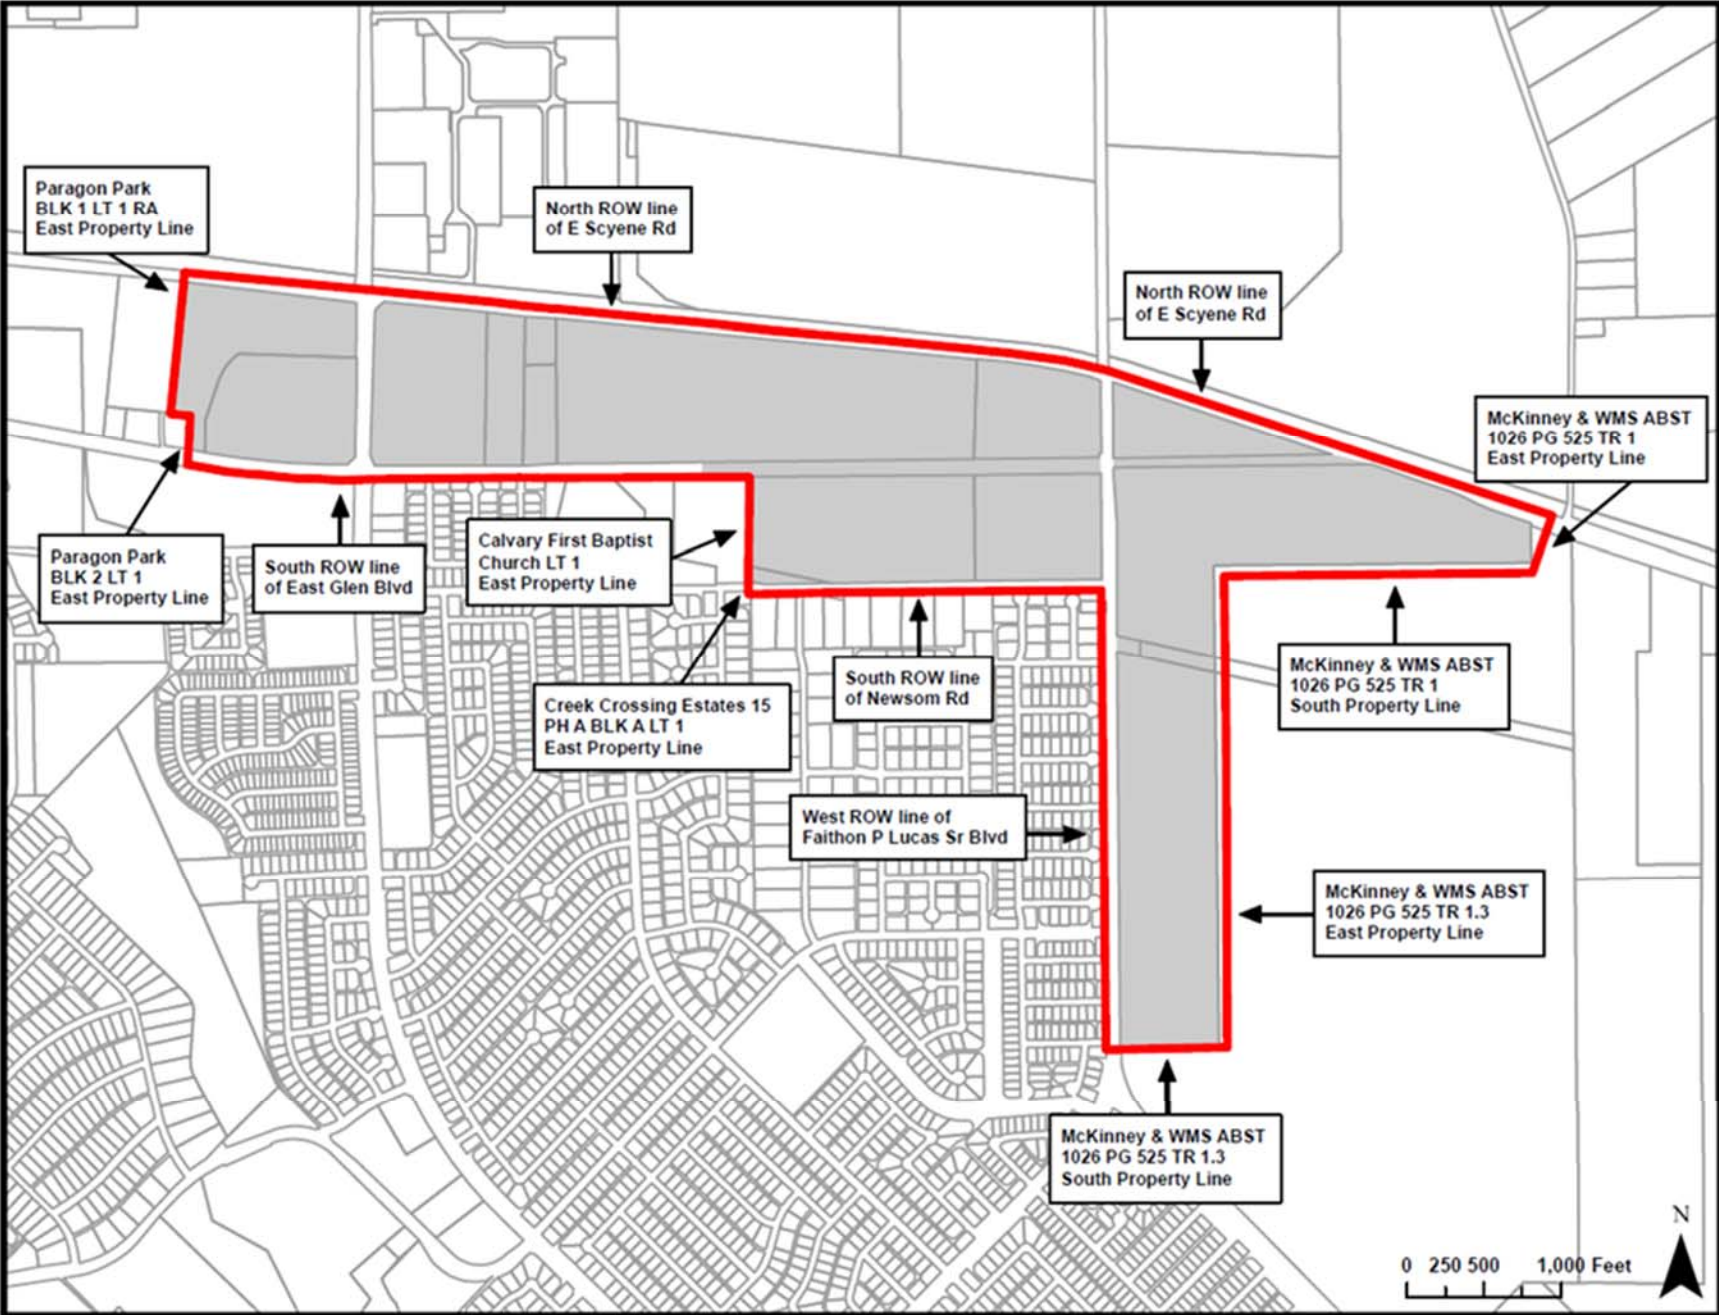 Paragon Park
BLK 1 LT 1 RA
East Property Line
North ROW line
of E Scyene Rd
North ROW line
of E Scyene Rd
McKinney & WMS ABST
1026 PG 525 TR 1
East Property Line
Paragon Park
BLK 2 LT 1
East Property Line
South ROW line
of East Glen Blvd
Calvary First Baptist
Church LT 1
East Property Line
Creek Crossing Estates 15
PH A BLK A LT 1
East Property Line
South ROW line
of Newsom Rd
McKinney & WMS ABST
1026 PG 525 TR 1
South Property Line
West ROW line of
Faithon P Lucas Sr Blvd
McKinney & WMS ABST
1026 PG 525 TR 1.3
East Property Line
McKinney & WMS ABST
1026 PG 525 TR 1.3
South Property Line
N
0 250 500 1,000 Feet